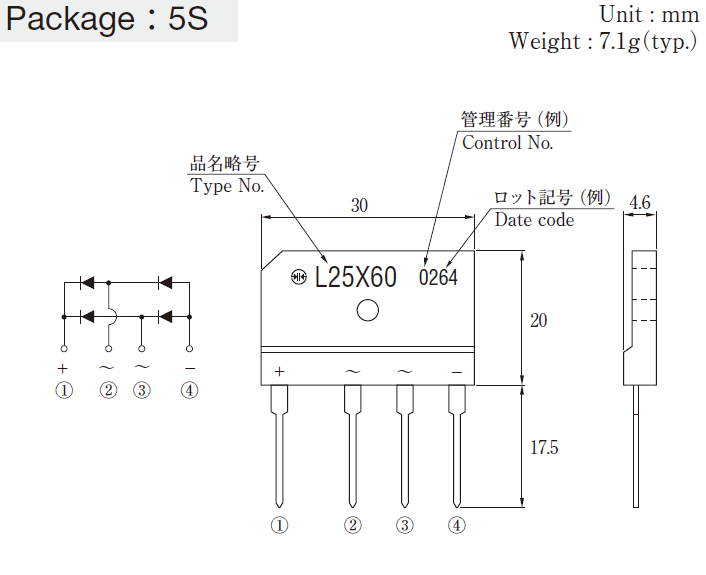 Package : 5S
Unit : mm
Weight : 7.1g(typ.)
管理番号（例）
Control No.
品名略号
Type No.
ロット記号（例）
Date code
30
4.6
L25X60 0264
20
+ ～ ～ −
+ ～ ～ −
① ② ③ ④
17.5
① ② ③ ④